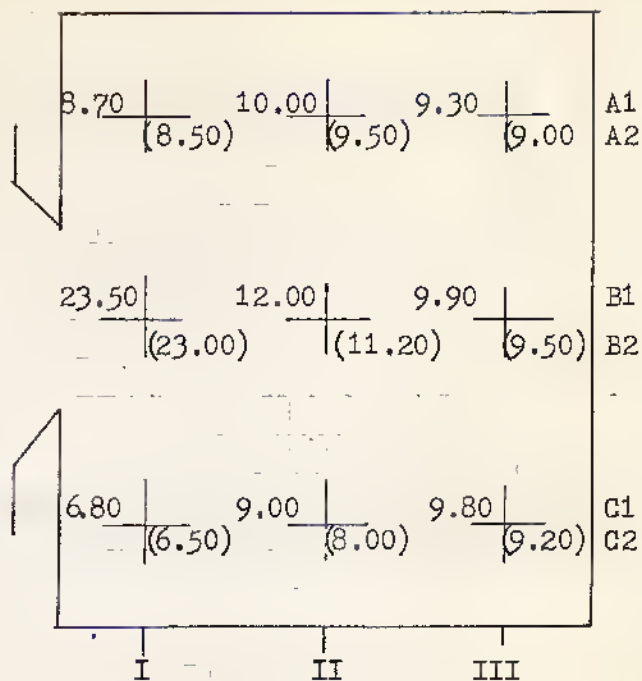 8.70 10.00 9.30 A1
(8.50) (9.50) (9.00 A2
23.50 12.00 9.90 B1
(23.00) (11.20) (9.50) B2
6.80 9.00 9.80 C1
(6.50) (8.00) (9.20) C2
I II III